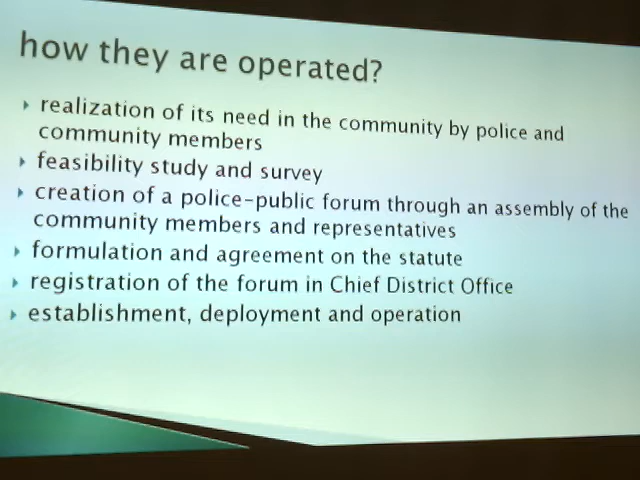 how they are operated?
realization of its need in the community by police and
community members
feasibility study and survey
creation of a police-public forum through an assembly of the
community members and representatives
formulation and agreement on the statute
registration of the forum in Chief District Office
establishment, deployment and operation